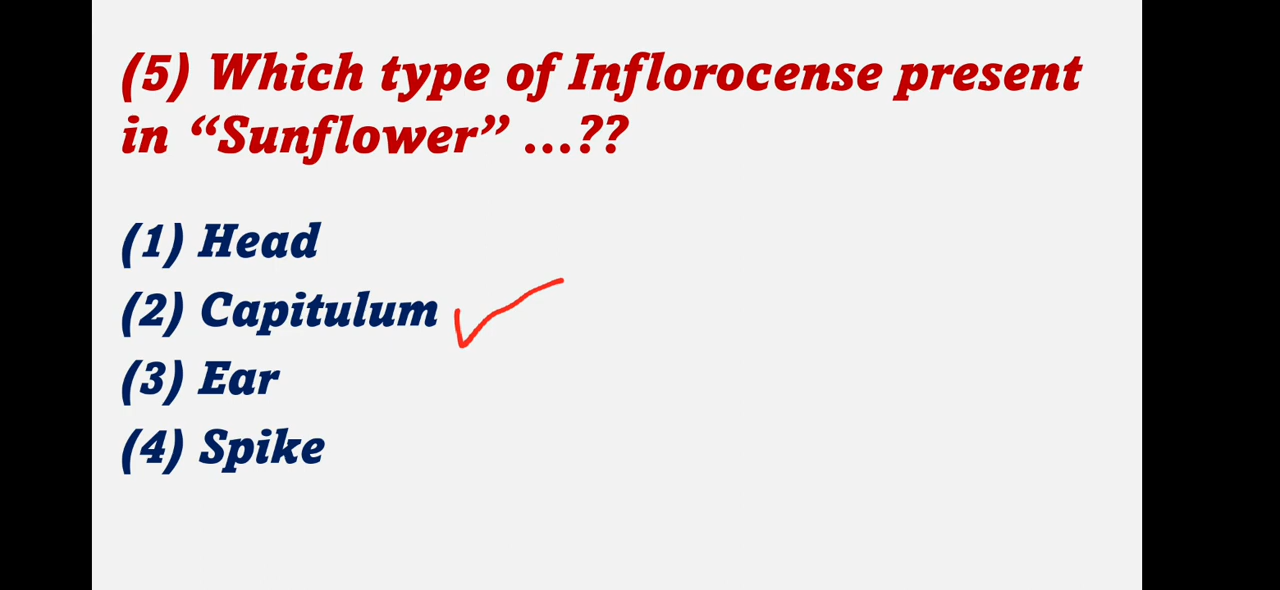 (5) Which type of Inflorocense present
in “Sunflower” ...??
(1) Head
(2) Capitulum
(3) Ear
(4) Spike